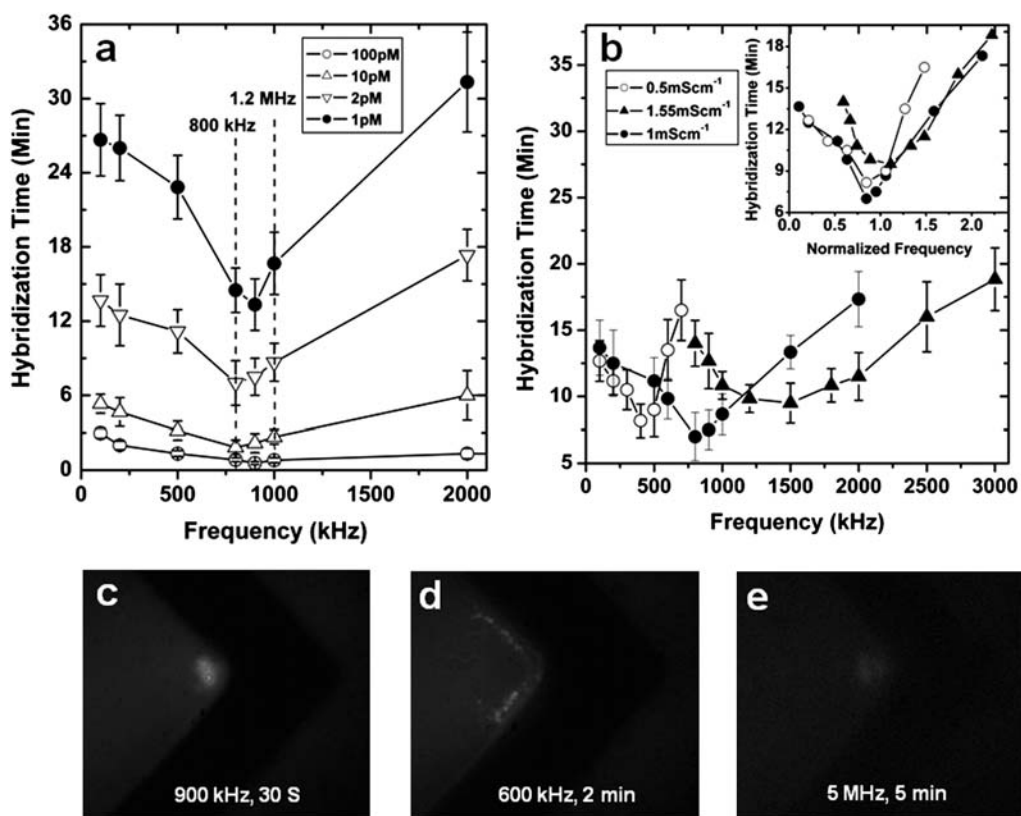 a
36
30
24
18
12
6
0
Hybridization Time (Min)
100pM
10pM
2pM
1pM
1.2 MHz
800 kHz
0 500 1000 1500 2000
Frequency (kHz)
b
35
30
25
20
15
10
5
Hybridization Time (Min)
0.5mScm-1
1.55mScm-1
1mScm-1
18
15
12
9
6
Hybridization Time (Min)
0.0 0.5 1.0 1.5 2.0
Normalized Frequency
0 500 1000 1500 2000 2500 3000
Frequency (kHz)
c
900 kHz, 30 S
d
600 kHz, 2 min
e
5 MHz, 5 min